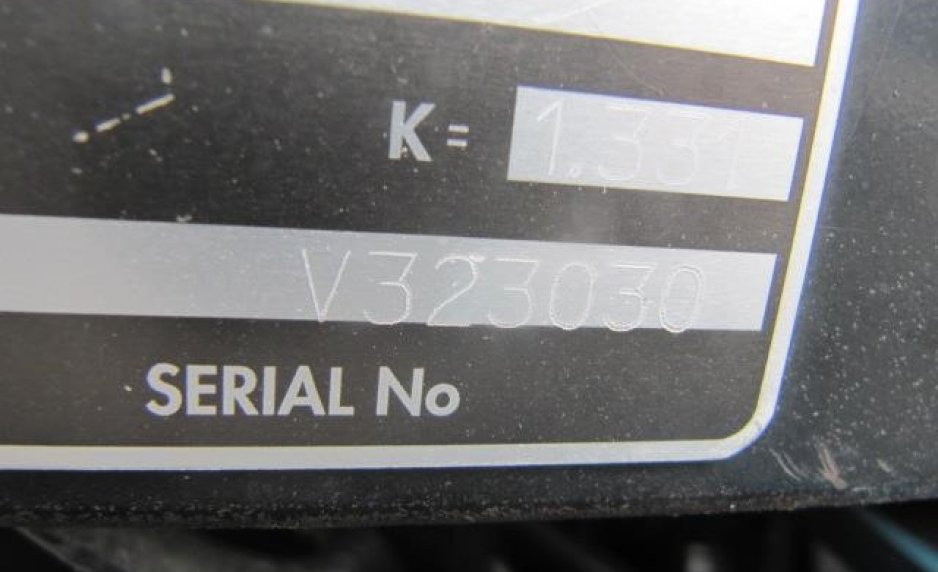 K= 1.331
V323030
SERIAL No